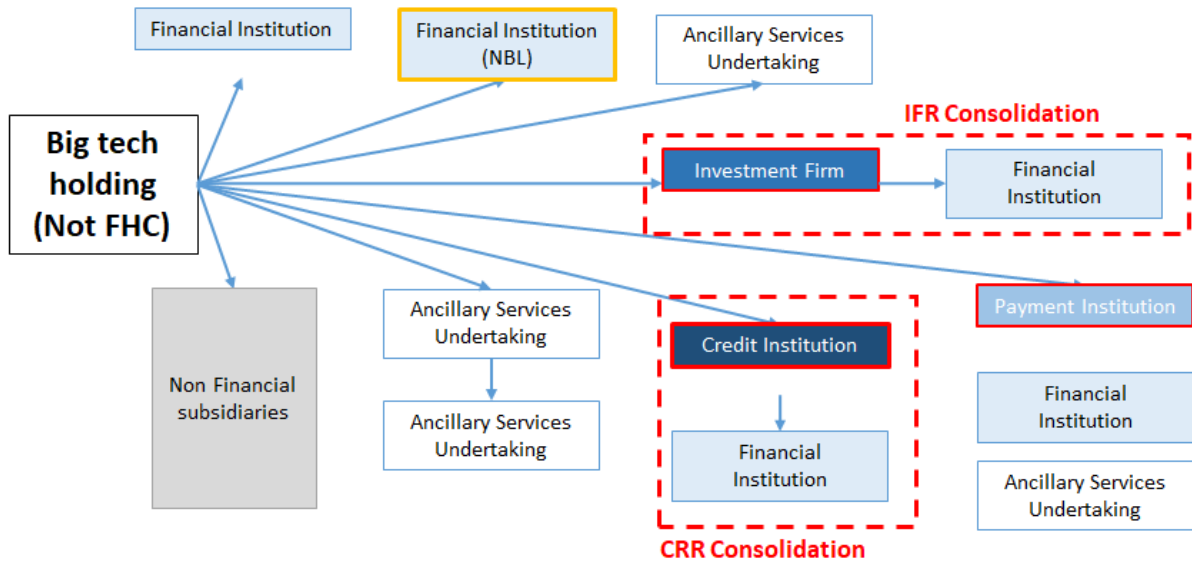 Financial Institution
Financial Institution
(NBL)
Ancillary Services
Undertaking
Big tech
holding
(Not FHC)
IFR Consolidation
Investment Firm
Financial
Institution
Non Financial
subsidiaries
Ancillary Services
Undertaking
Ancillary Services
Undertaking
Credit Institution
Financial
Institution
CRR Consolidation
Payment Institution
Financial
Institution
Ancillary Services
Undertaking